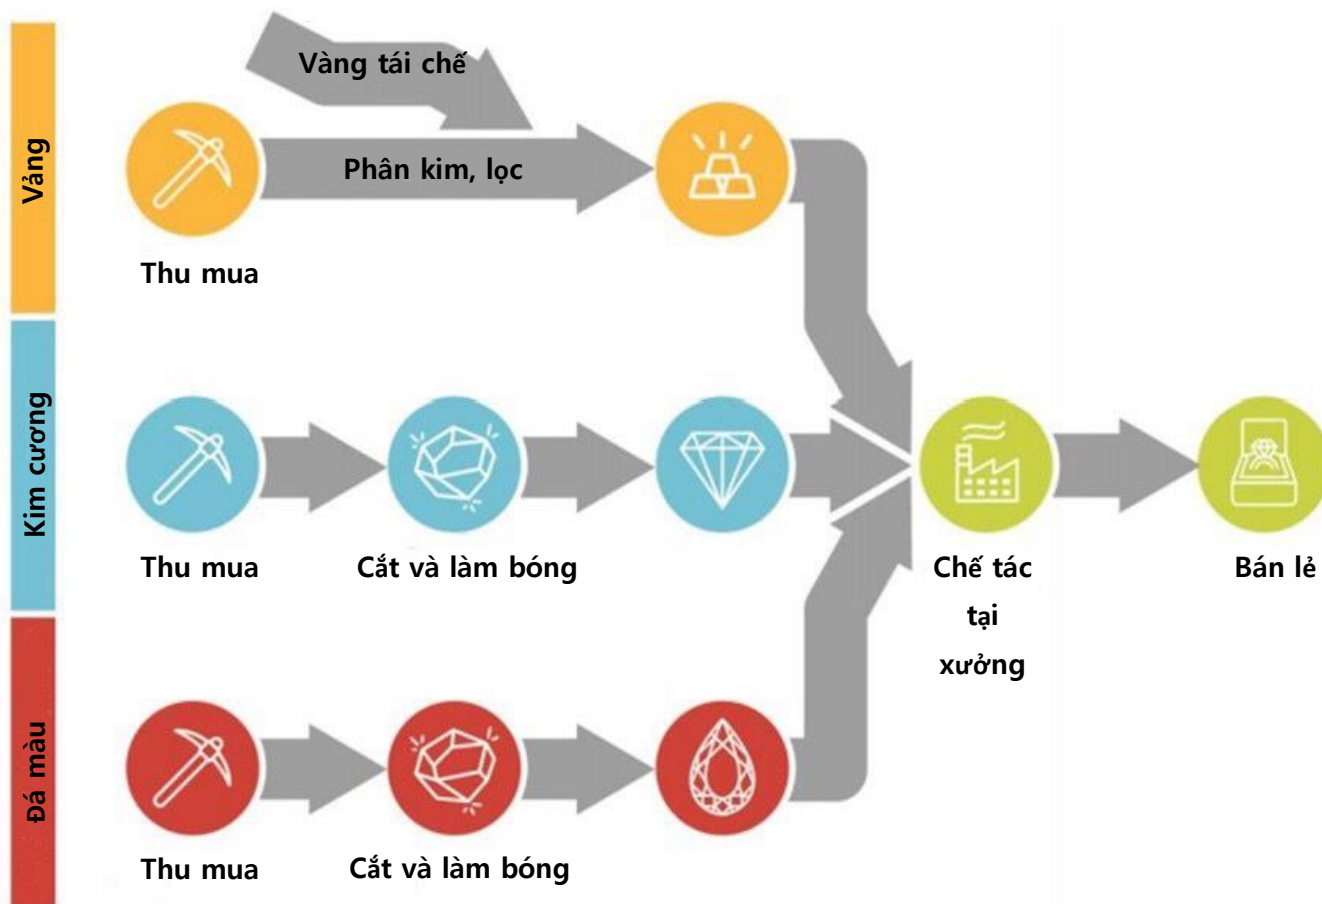 Vàng tái chế
Vảng
Phân kim, lọc
Thu mua
Kim cương
Thu mua
Cắt và làm bóng
Chế tác
tại
xưởng
Bán lẻ
Đá màu
Thu mua
Cắt và làm bóng